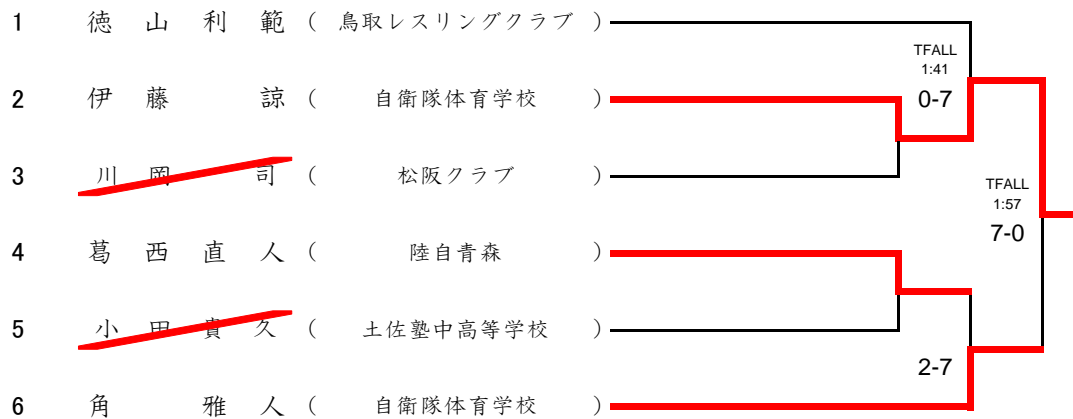 1 徳山利範 ( 鳥取レスリングクラブ )
TFALL
1:41
2 伊藤 諒 ( 自衛隊体育学校 )
0-7
3 川岡 司 ( 松阪クラブ )
TFALL
1:57
7-0
4 葛西直人 ( 陸自青森 )
5 小田貴久 ( 土佐塾中高等学校 )
2-7
6 角 雅人 ( 自衛隊体育学校 )